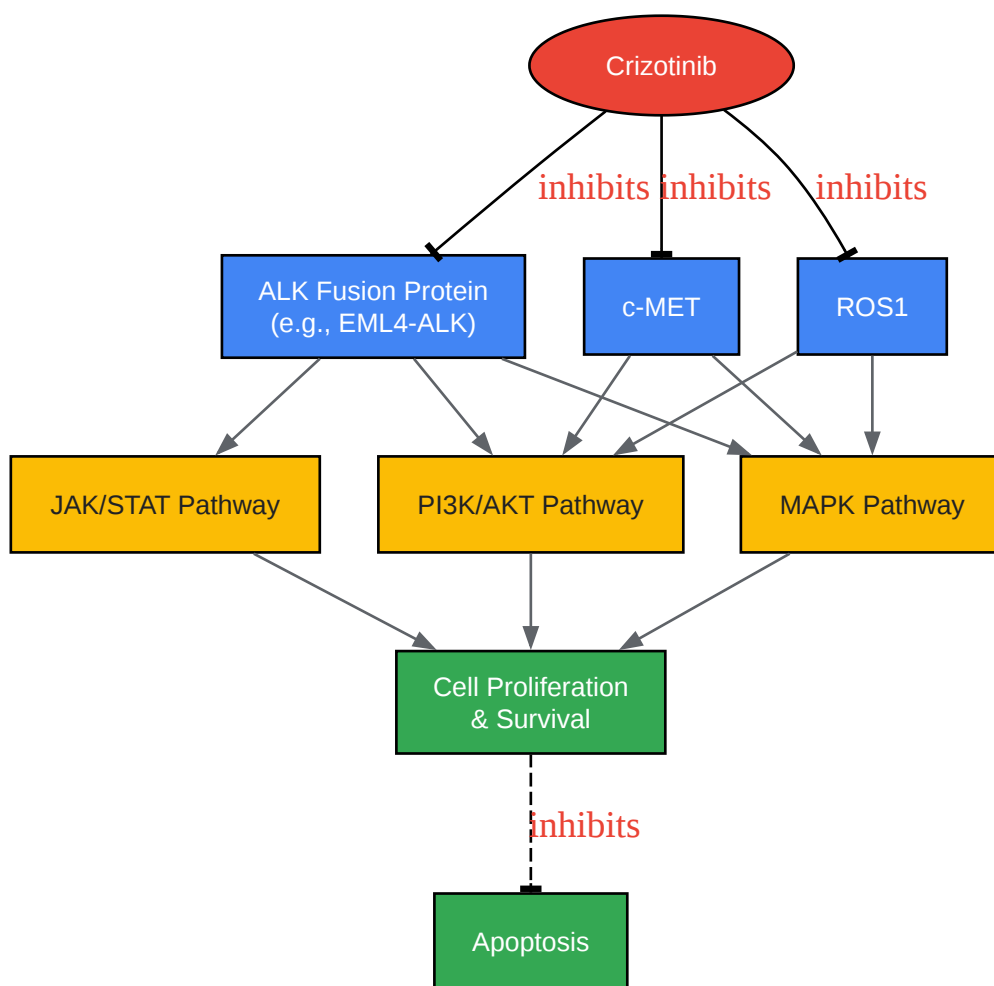 Crizotinib
inhibits
inhibits
inhibits
ALK Fusion Protein
(e.g., EML4-ALK)
c-MET
ROS1
JAK/STAT Pathway
PI3K/AKT Pathway
MAPK Pathway
Cell Proliferation
& Survival
inhibits
Apoptosis